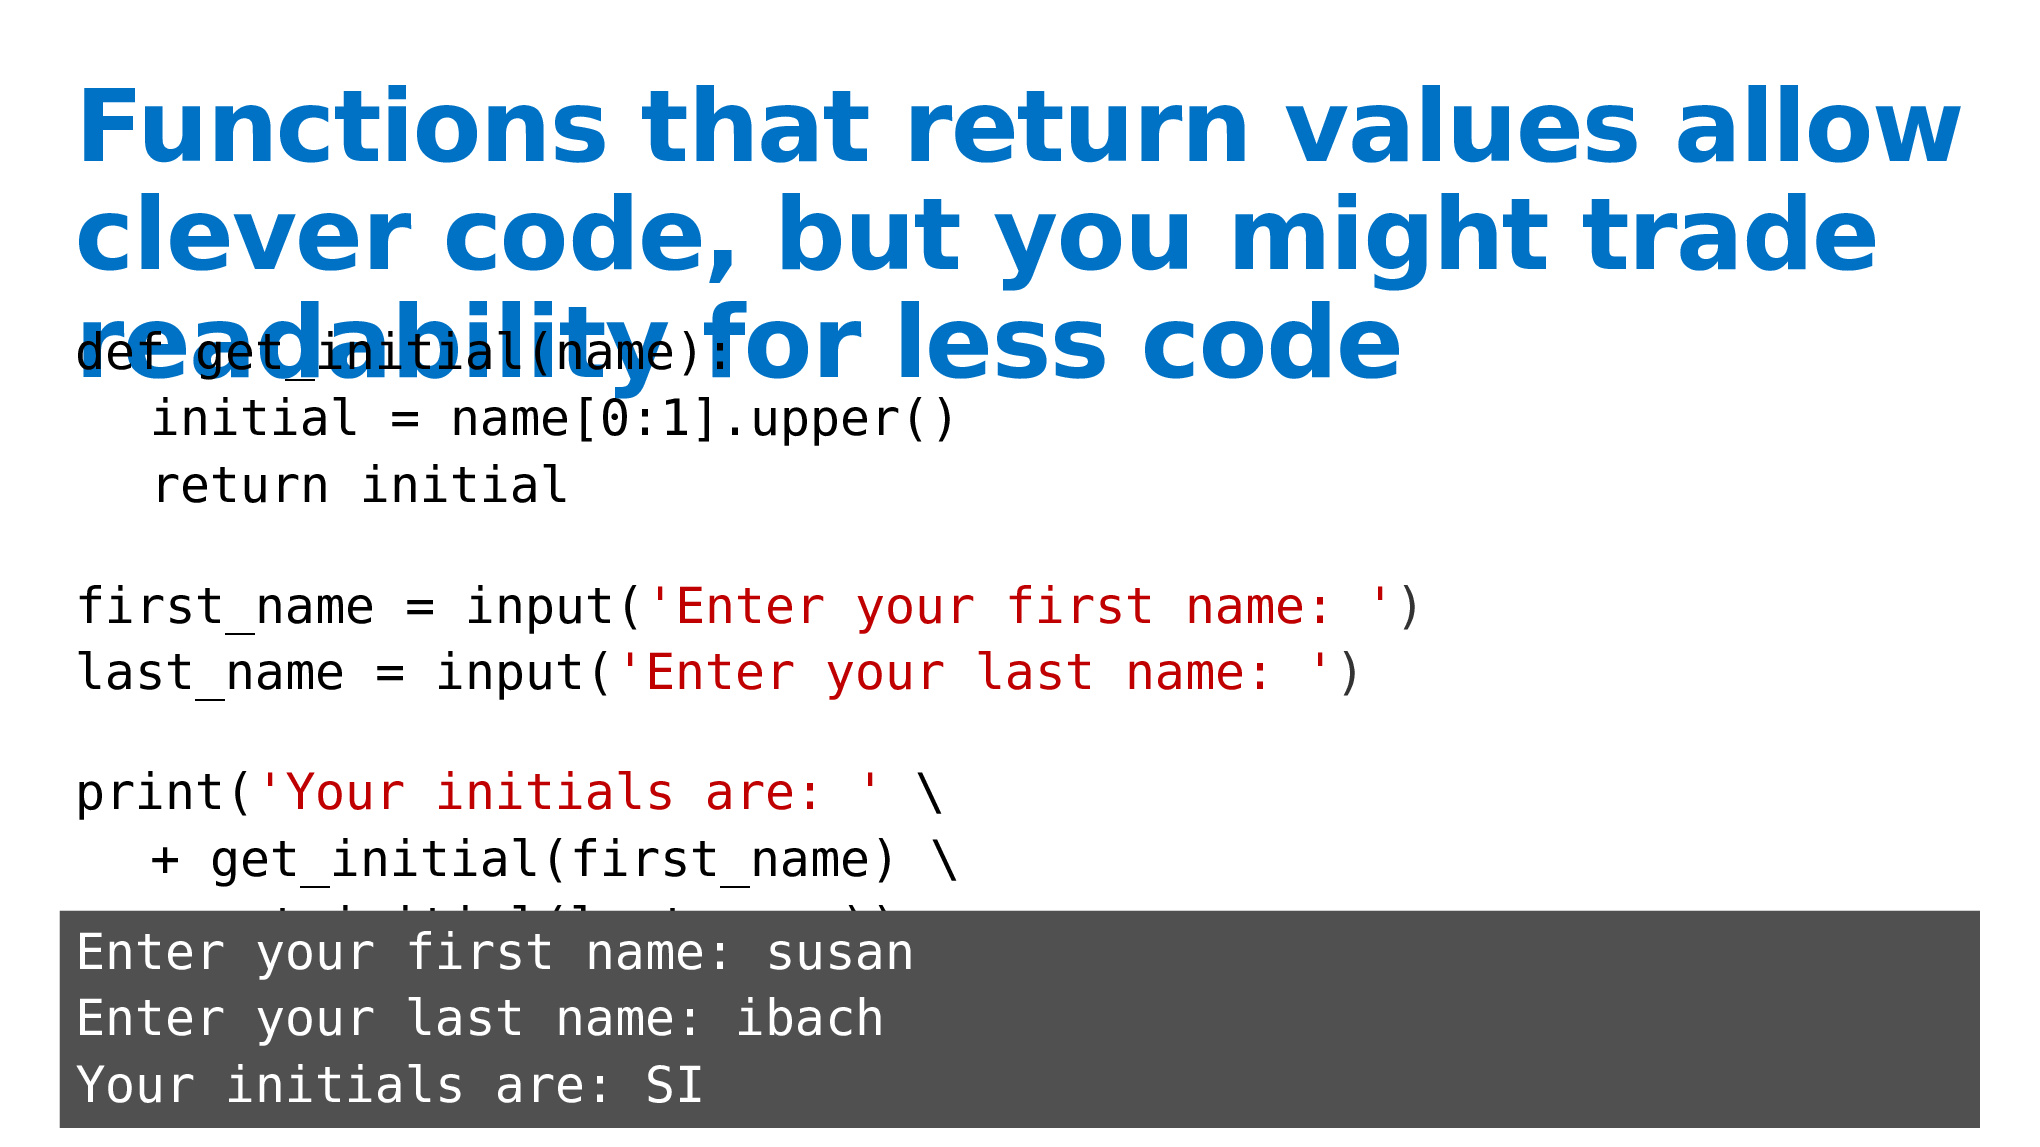 Functions that return values allow
clever code, but you might trade
readability for less code
def get_initial(name):
   initial = name[0:1].upper()
   return initial
first_name = input('Enter your first name: ')
last_name = input('Enter your last name: ')
print('Your initials are: ' \
   + get_initial(first_name) \
Enter your first name: susan
Enter your last name: ibach
Your initials are: SI